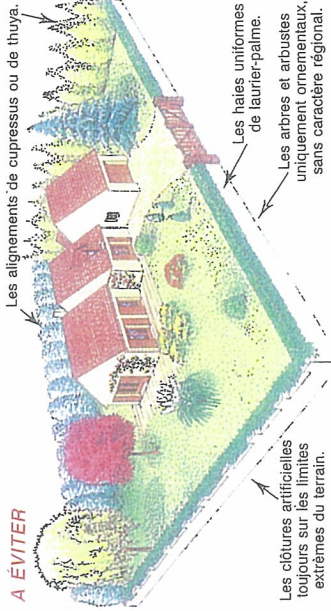 A ÉVITER
Les alignements de cupressus ou de thuya.
Les clôtures artificielles
toujours sur les limites
extrêmes du terrain.
Les haies uniformes
de laurier-palme.
Les arbres et arbustes
uniquement ornementaux,
sans caractère régional.